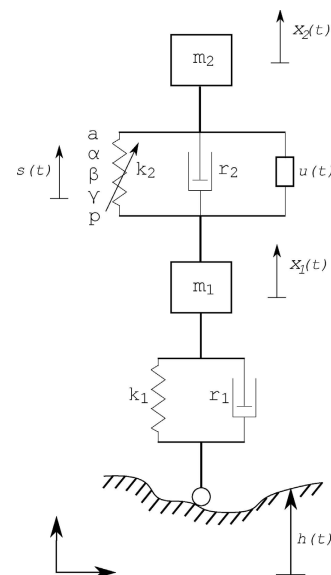 x₂(t)
m₂
a
α
β
γ
p
k₂
r₂
s(t)
u(t)
x₁(t)
m₁
k₁
r₁
h(t)